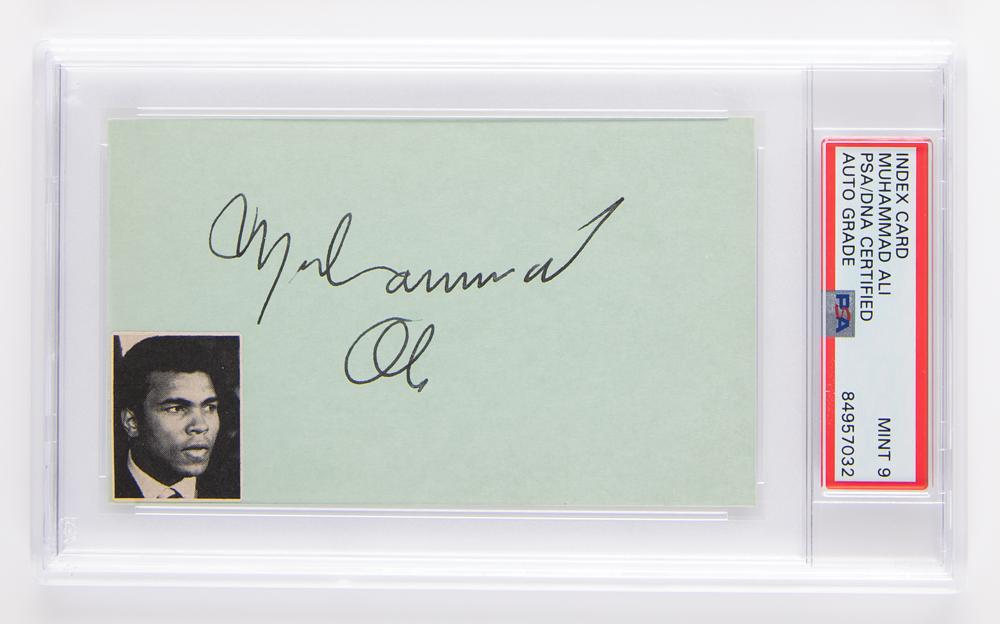 Muhammad
Ali
INDEX CARD
MUHAMMAD ALI
PSA/DNA CERTIFIED
AUTO GRADE
MINT 9
84957032
PSA